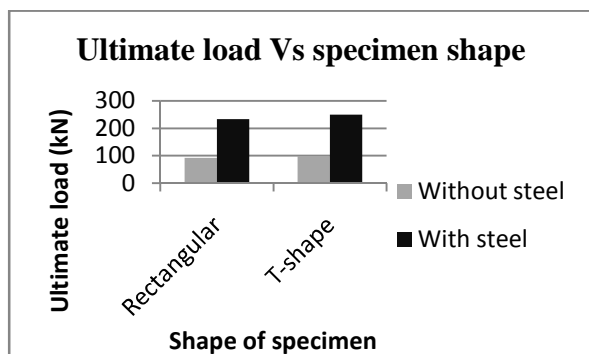 Ultimate load Vs specimen shape
Ultimate load (kN)
300
200
100
0
Rectangular
T-shape
Without steel
With steel
Shape of specimen